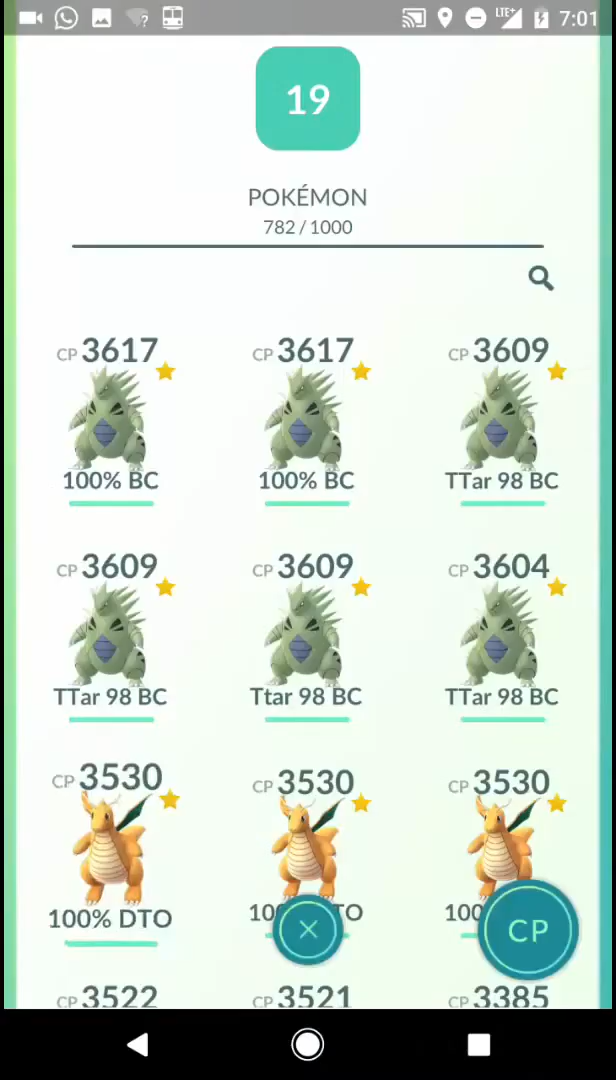 LTE+ 7:01
19
POKÉMON
782 / 1000
CP 3617 CP 3617 CP 3609
100% BC 100% BC TTar 98 BC
CP 3609 CP 3609 CP 3604
TTar 98 BC Ttar 98 BC TTar 98 BC
CP 3530 CP 3530 CP 3530
100% DTO
CP
CP 3522 CP 3521 CP 3385